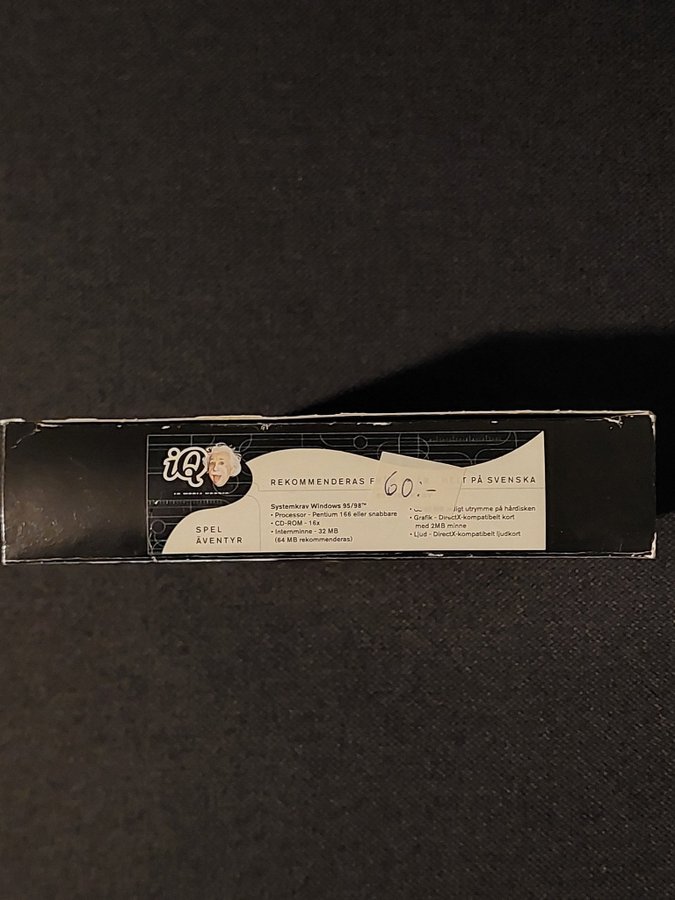 iQ
REKOMMENDERAS F
60:-
T PÅ SVENSKA
Systemkrav Windows 95/98™
• Processor - Pentium 166 eller snabbare
• CD-ROM - 16x
• Internminne - 32 MB
(64 MB rekommenderas)
utrymme på hårddisken
• Grafik - DirectX-kompatibelt kort
med 2MB minne
• Ljud - DirectX-kompatibelt ljudkort
SPEL
ÄVENTYR